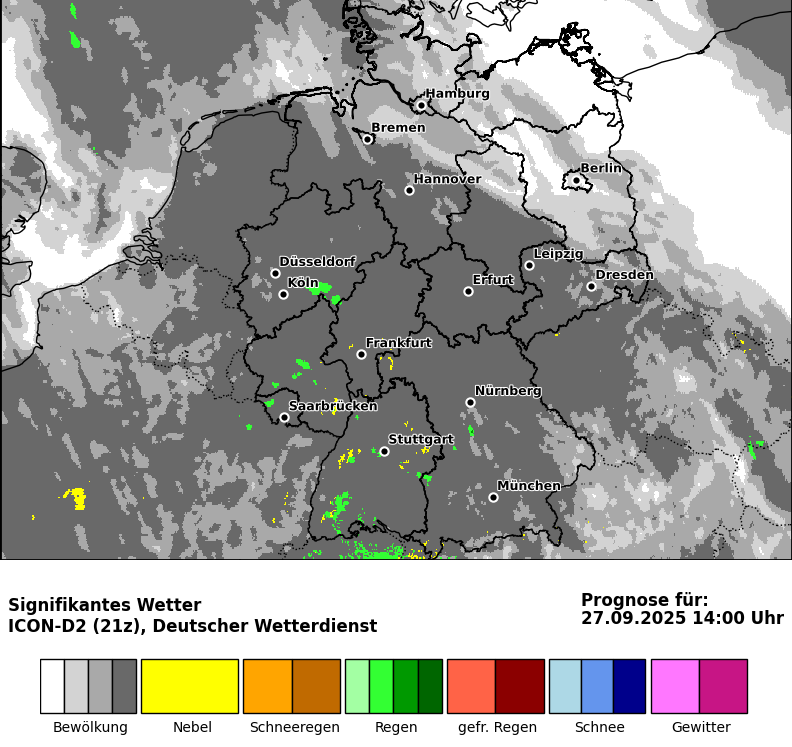 Hamburg
Bremen
Hannover
Berlin
Düsseldorf
Leipzig
Köln
Erfurt
Dresden
Frankfurt
Nürnberg
Saarbrücken
Stuttgart
München
Signifikantes Wetter
ICON-D2 (21z), Deutscher Wetterdienst
Prognose für:
27.09.2025 14:00 Uhr
Bewölkung Nebel Schneeregen Regen gefr. Regen Schnee Gewitter